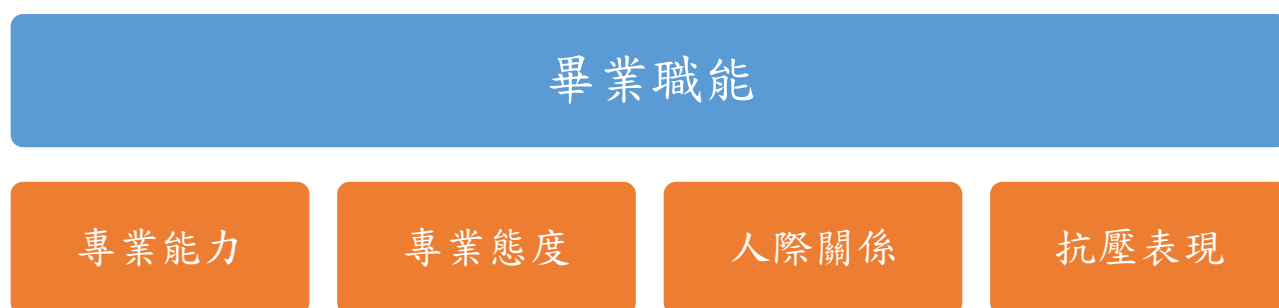 畢業職能
專業能力
專業態度
人際關係
抗壓表現